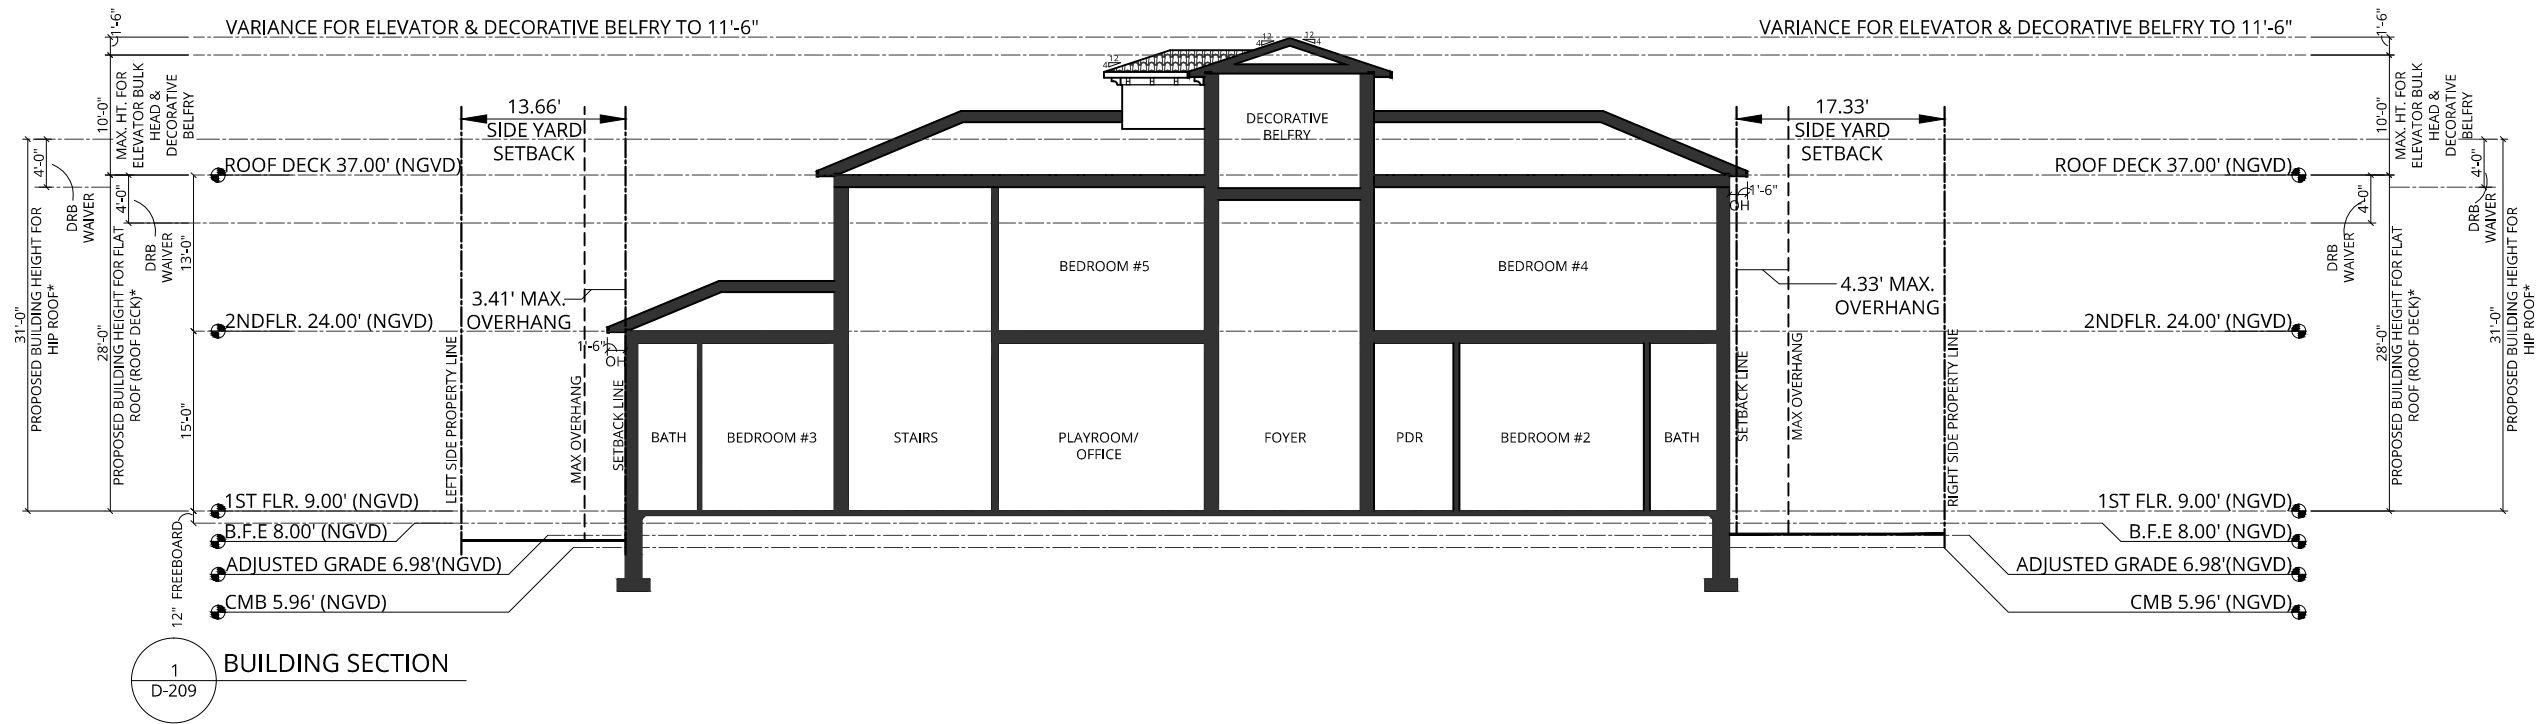 VARIANCE FOR ELEVATOR & DECORATIVE BELFRY TO 11'-6"
VARIANCE FOR ELEVATOR & DECORATIVE BELFRY TO 11'-6"
1'-6"
10'-0"
MAX. HT. FOR
ELEVATOR BULK
HEAD &
DECORATIVE
BELFRY
4'-0"
DRB
WAIVER
4'-0"
DRB
WAIVER
31'-0"
PROPOSED BUILDING HEIGHT FOR
HIP ROOF*
28'-0"
PROPOSED BUILDING HEIGHT FOR FLAT
ROOF (ROOF DECK)*
13'-0"
15'-0"
12" FREEBOARD
ROOF DECK 37.00' (NGVD)
2NDFLR. 24.00' (NGVD)
1ST FLR. 9.00' (NGVD)
B.F.E 8.00' (NGVD)
ADJUSTED GRADE 6.98'(NGVD)
CMB 5.96' (NGVD)
13.66'
SIDE YARD
SETBACK
3.41' MAX.
OVERHANG
LEFT SIDE PROPERTY LINE
MAX OVERHANG
SETBACK LINE
1'-6"
OH
12
4
12
4
12
4
DECORATIVE
BELFRY
BEDROOM #5
BEDROOM #4
BATH
BEDROOM #3
STAIRS
PLAYROOM/
OFFICE
FOYER
PDR
BEDROOM #2
BATH
1'-6"
OH
17.33'
SIDE YARD
SETBACK
4.33' MAX.
OVERHANG
SETBACK LINE
MAX OVERHANG
RIGHT SIDE PROPERTY LINE
ROOF DECK 37.00' (NGVD)
2NDFLR. 24.00' (NGVD)
1ST FLR. 9.00' (NGVD)
B.F.E 8.00' (NGVD)
ADJUSTED GRADE 6.98'(NGVD)
CMB 5.96' (NGVD)
1'-6"
10'-0"
MAX. HT. FOR
ELEVATOR BULK
HEAD &
DECORATIVE
BELFRY
4'-0"
DRB
WAIVER
4'-0"
DRB
WAIVER
28'-0"
PROPOSED BUILDING HEIGHT FOR FLAT
ROOF (ROOF DECK)*
31'-0"
PROPOSED BUILDING HEIGHT FOR
HIP ROOF*
1
D-209
BUILDING SECTION